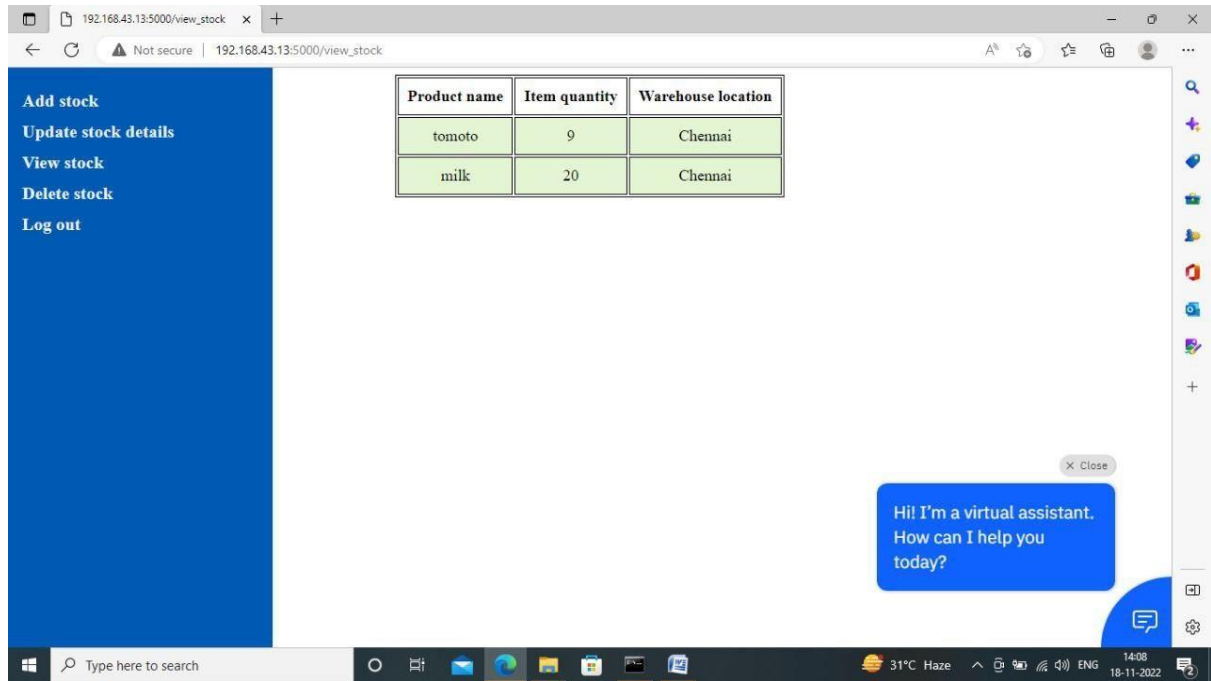 192.168.43.13:5000/view_stock
Not secure | 192.168.43.13:5000/view_stock
Add stock
Update stock details
View stock
Delete stock
Log out
Product name Item quantity Warehouse location
tomoto 9 Chennai
milk 20 Chennai
Close
Hi! I'm a virtual assistant.
How can I help you
today?
Type here to search
31°C Haze
ENG
14:08
18-11-2022
2